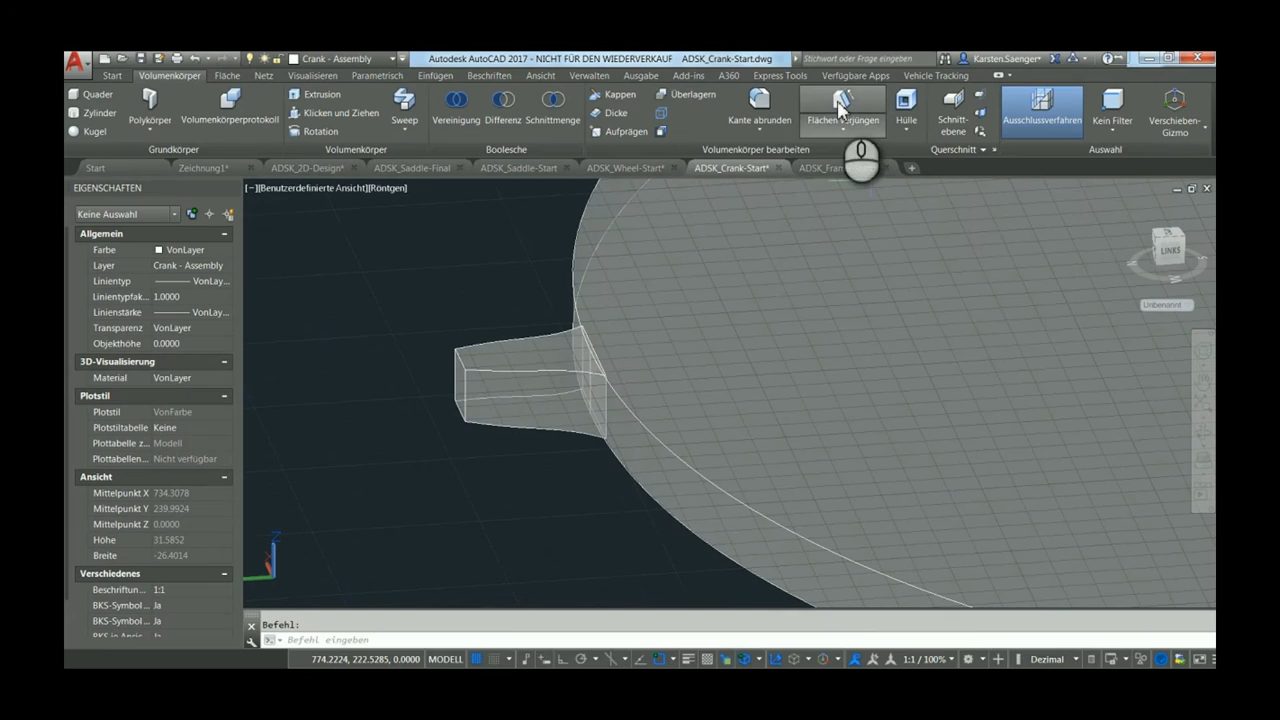 Crank - Assembly
Autodesk AutoCAD 2017 - NICHT FÜR DEN WIEDERVERKAUF ADSK_Crank-Start.dwg
Stichwort oder Frage eingeben
Karsten.Saenger
Start Volumenkörper Fläche Netz Visualisieren Parametrisch Einfügen Beschriften Ansicht Verwalten Ausgabe Add-ins A360 Express Tools Verfügbare Apps Vehicle Tracking
Quader
Zylinder
Kugel
Polykörper
Volumenkörperprotokoll
Extrusion
Klicken und Ziehen
Rotation
Sweep
Vereinigung
Differenz
Schnittmenge
Kappen
Dicke
Aufprägen
Überlagern
Kante abrunden
Flächen verjüngen
Hülle
Schnitt-
ebene
Ausschlussverfahren
Kein Filter
Verschieben-
Gizmo
Grundkörper Volumenkörper Boolesche Volumenkörper bearbeiten Querschnitt Auswahl
Start Zeichnung1* ADSK_2D-Design* ADSK_Saddle-Final ADSK_Saddle-Start ADSK_Wheel-Start* ADSK_Crank-Start*
EIGENSCHAFTEN
[−][Benutzerdefinierte Ansicht][Röntgen]
Keine Auswahl
Allgemein
Farbe VonLayer
Layer Crank - Assembly
Linientyp VonLay...
Linientypfak... 1.0000
Linienstärke VonLay...
Transparenz VonLayer
Objekthöhe 0.0000
3D-Visualisierung
Material VonLayer
Plotstil
Plotstil VonFarbe
Plotstiltabelle Keine
Plottabelle z... Modell
Plottabellen... Nicht verfügbar
Ansicht
Mittelpunkt X 734.3078
Mittelpunkt Y 239.9924
Mittelpunkt Z 0.0000
Höhe 31.5852
Breite -26.4014
Verschiedenes
Beschriftun... 1:1
BKS-Symbol... Ja
BKS-Symbol... Ja
BKS in Ansic... Ja
LINKS
Unbenannt
Z
Befehl:
Befehl eingeben
774.2224, 222.5285, 0.0000 MODELL 1:1 / 100% Dezimal